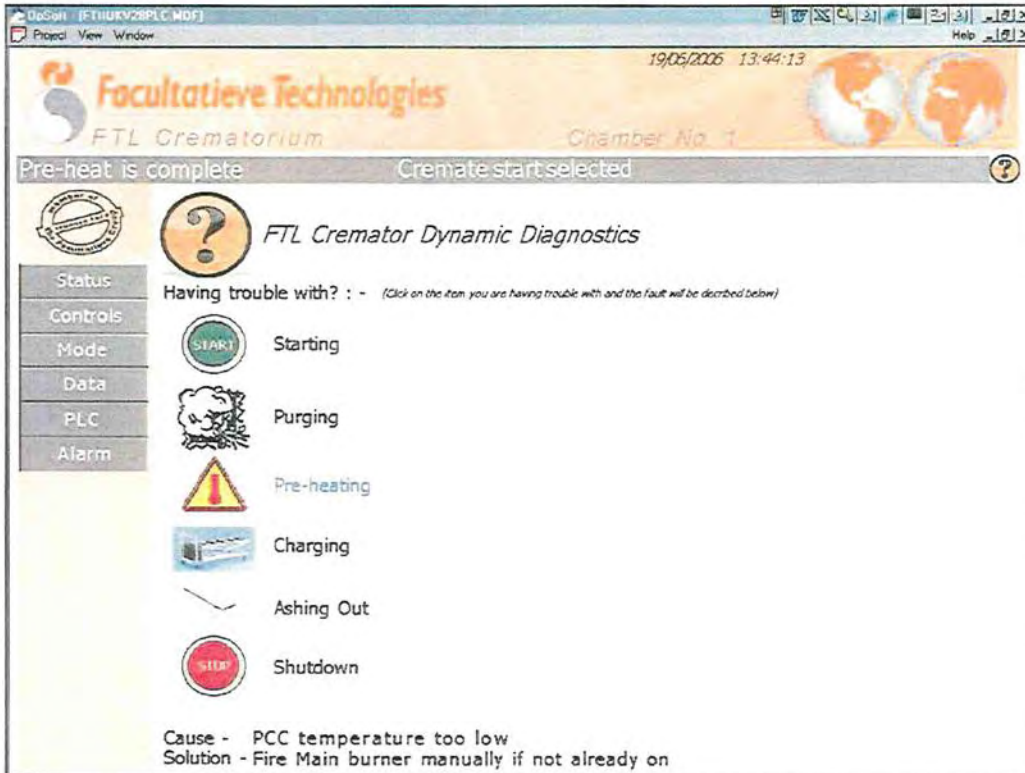 OpSoft - [FTIIUKV28PLC.MDF]
Project View Window
Help
19/06/2006 13:44:13
Facultatieve Technologies
FTL Crematorium
Chamber No. 1
Pre-heat is complete
Cremate start selected
?
?
FTL Cremator Dynamic Diagnostics
Having trouble with? : - (Click on the item you are having trouble with and the fault will be decribed below)
Status
Controls
Mode
Data
PLC
Alarm
START
Starting
Purging
Pre-heating
Charging
Ashing Out
STOP
Shutdown
Cause - PCC temperature too low
Solution - Fire Main burner manually if not already on